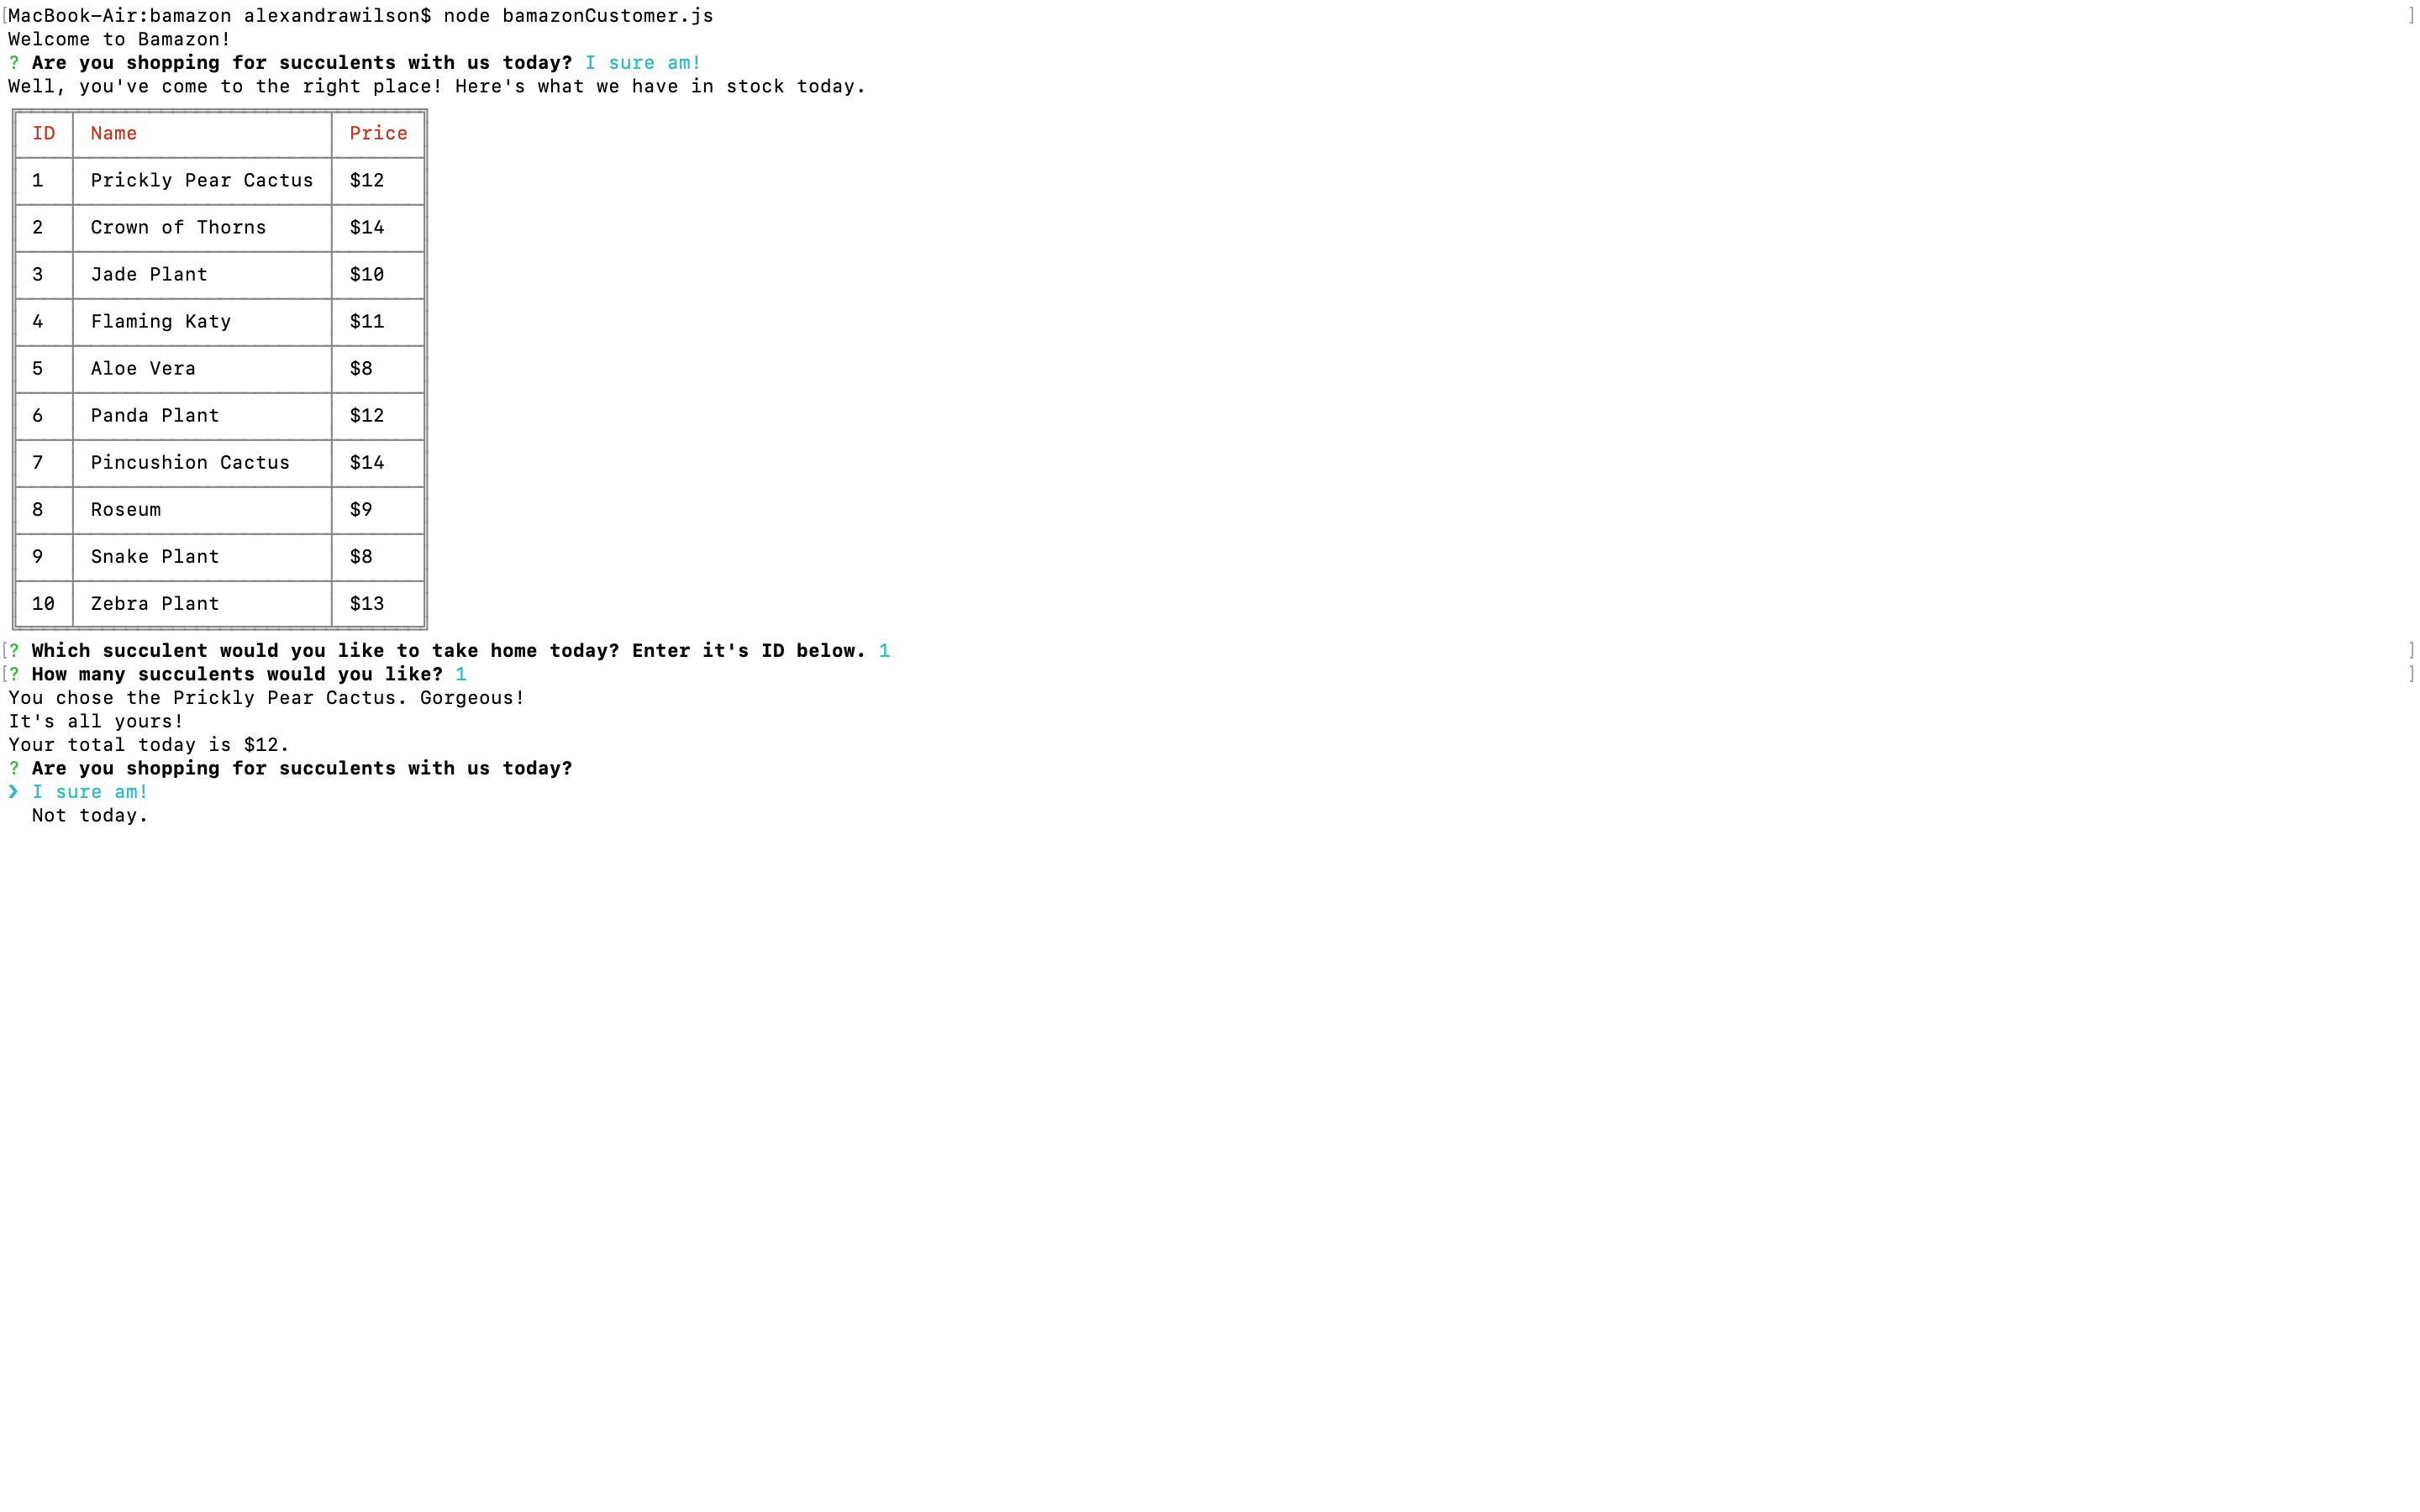 [MacBook-Air:bamazon alexandrawilson$ node bamazonCustomer.js ]
Welcome to Bamazon!
? Are you shopping for succulents with us today? I sure am!
Well, you've come to the right place! Here's what we have in stock today.
ID Name Price
1 Prickly Pear Cactus $12
2 Crown of Thorns $14
3 Jade Plant $10
4 Flaming Katy $11
5 Aloe Vera $8
6 Panda Plant $12
7 Pincushion Cactus $14
8 Roseum $9
9 Snake Plant $8
10 Zebra Plant $13
[? Which succulent would you like to take home today? Enter it's ID below. 1 ]
[? How many succulents would you like? 1 ]
You chose the Prickly Pear Cactus. Gorgeous!
It's all yours!
Your total today is $12.
? Are you shopping for succulents with us today?
❯ I sure am!
Not today.